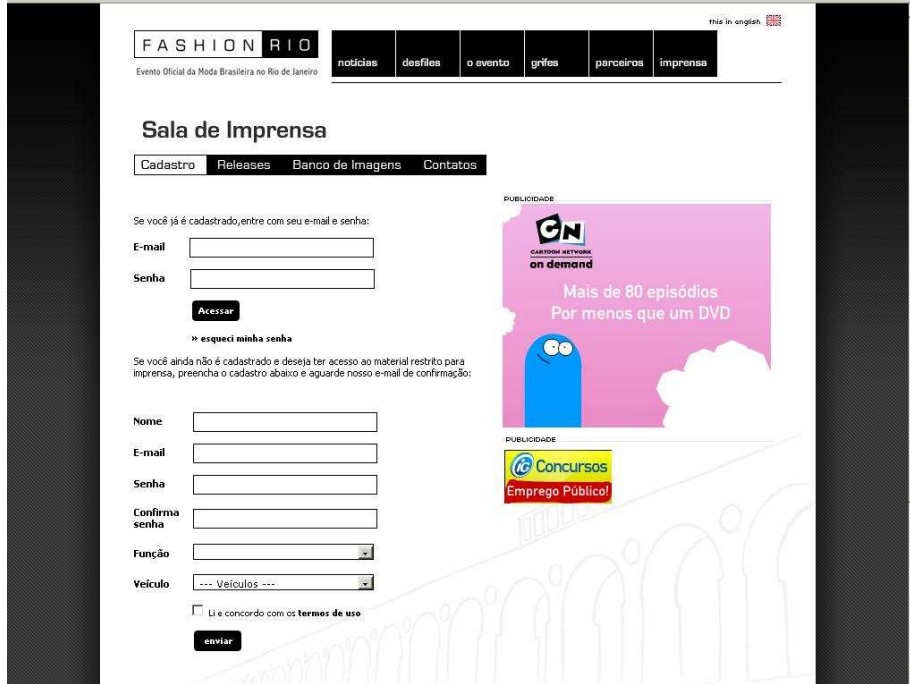 this in english
FASHION RIO
Evento Oficial da Moda Brasileira no Rio de Janeiro
notícias desfiles o evento grifes parceiros imprensa
Sala de Imprensa
Cadastro Releases Banco de Imagens Contatos
Se você já é cadastrado,entre com seu e-mail e senha:
E-mail
Senha
Acessar
» esqueci minha senha
Se você ainda não é cadastrado e deseja ter acesso ao material restrito para
imprensa, preencha o cadastro abaixo e aguarde nosso e-mail de confirmação:
Nome
E-mail
Senha
Confirma
senha
Função
Veículo --- Veículos ---
Li e concordo com os termos de uso
enviar
PUBLICIDADE
CN
CARTOON NETWORK
on demand
Mais de 80 episódios
Por menos que um DVD
PUBLICIDADE
iG Concursos
Emprego Público!